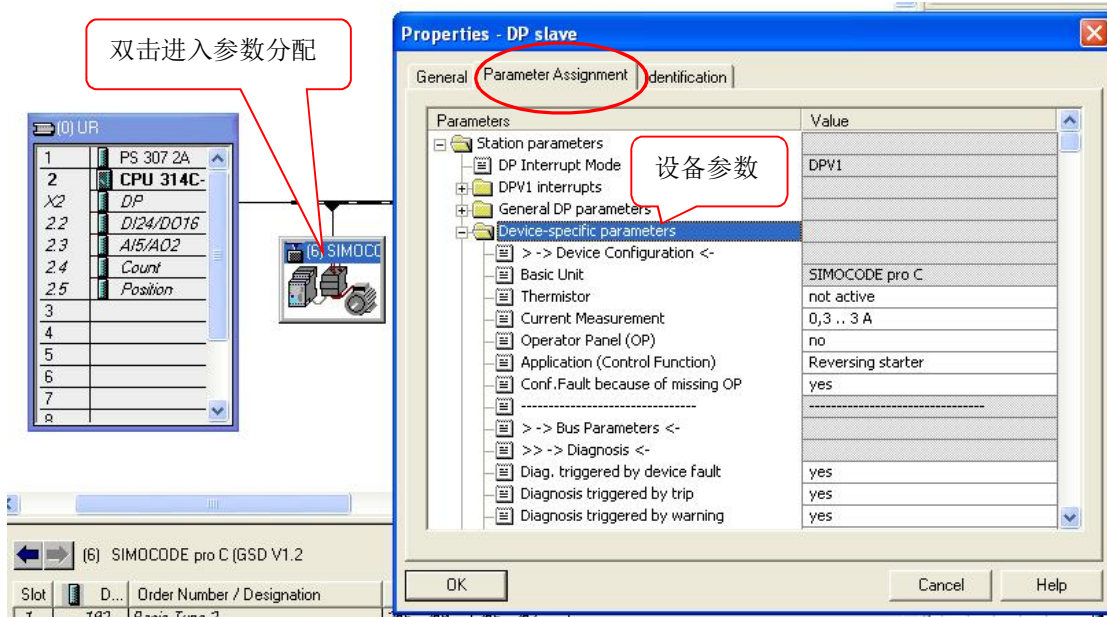 双击进入参数分配
(0) UR
1 PS 307 2A
2 CPU 314C-
X2 DP
2.2 DI24/DO16
2.3 AI5/AO2
2.4 Count
2.5 Position
3
4
5
6
7
8
(6) SIMOCO
Properties - DP slave
General Parameter Assignment Identification
Parameters Value
Station parameters
DP Interrupt Mode DPV1
DPV1 interrupts
General DP parameters
设备参数
Device-specific parameters
> -> Device Configuration <-
Basic Unit SIMOCODE pro C
Thermistor not active
Current Measurement 0,3 .. 3 A
Operator Panel (OP) no
Application (Control Function) Reversing starter
Conf.Fault because of missing OP yes
------------------------------- -------------------------------
> -> Bus Parameters <-
>> -> Diagnosis <-
Diag. triggered by device fault yes
Diagnosis triggered by trip yes
Diagnosis triggered by warning yes
OK Cancel Help
(6) SIMOCODE pro C (GSD V1.2
Slot D... Order Number / Designation
1 Basic Type 2